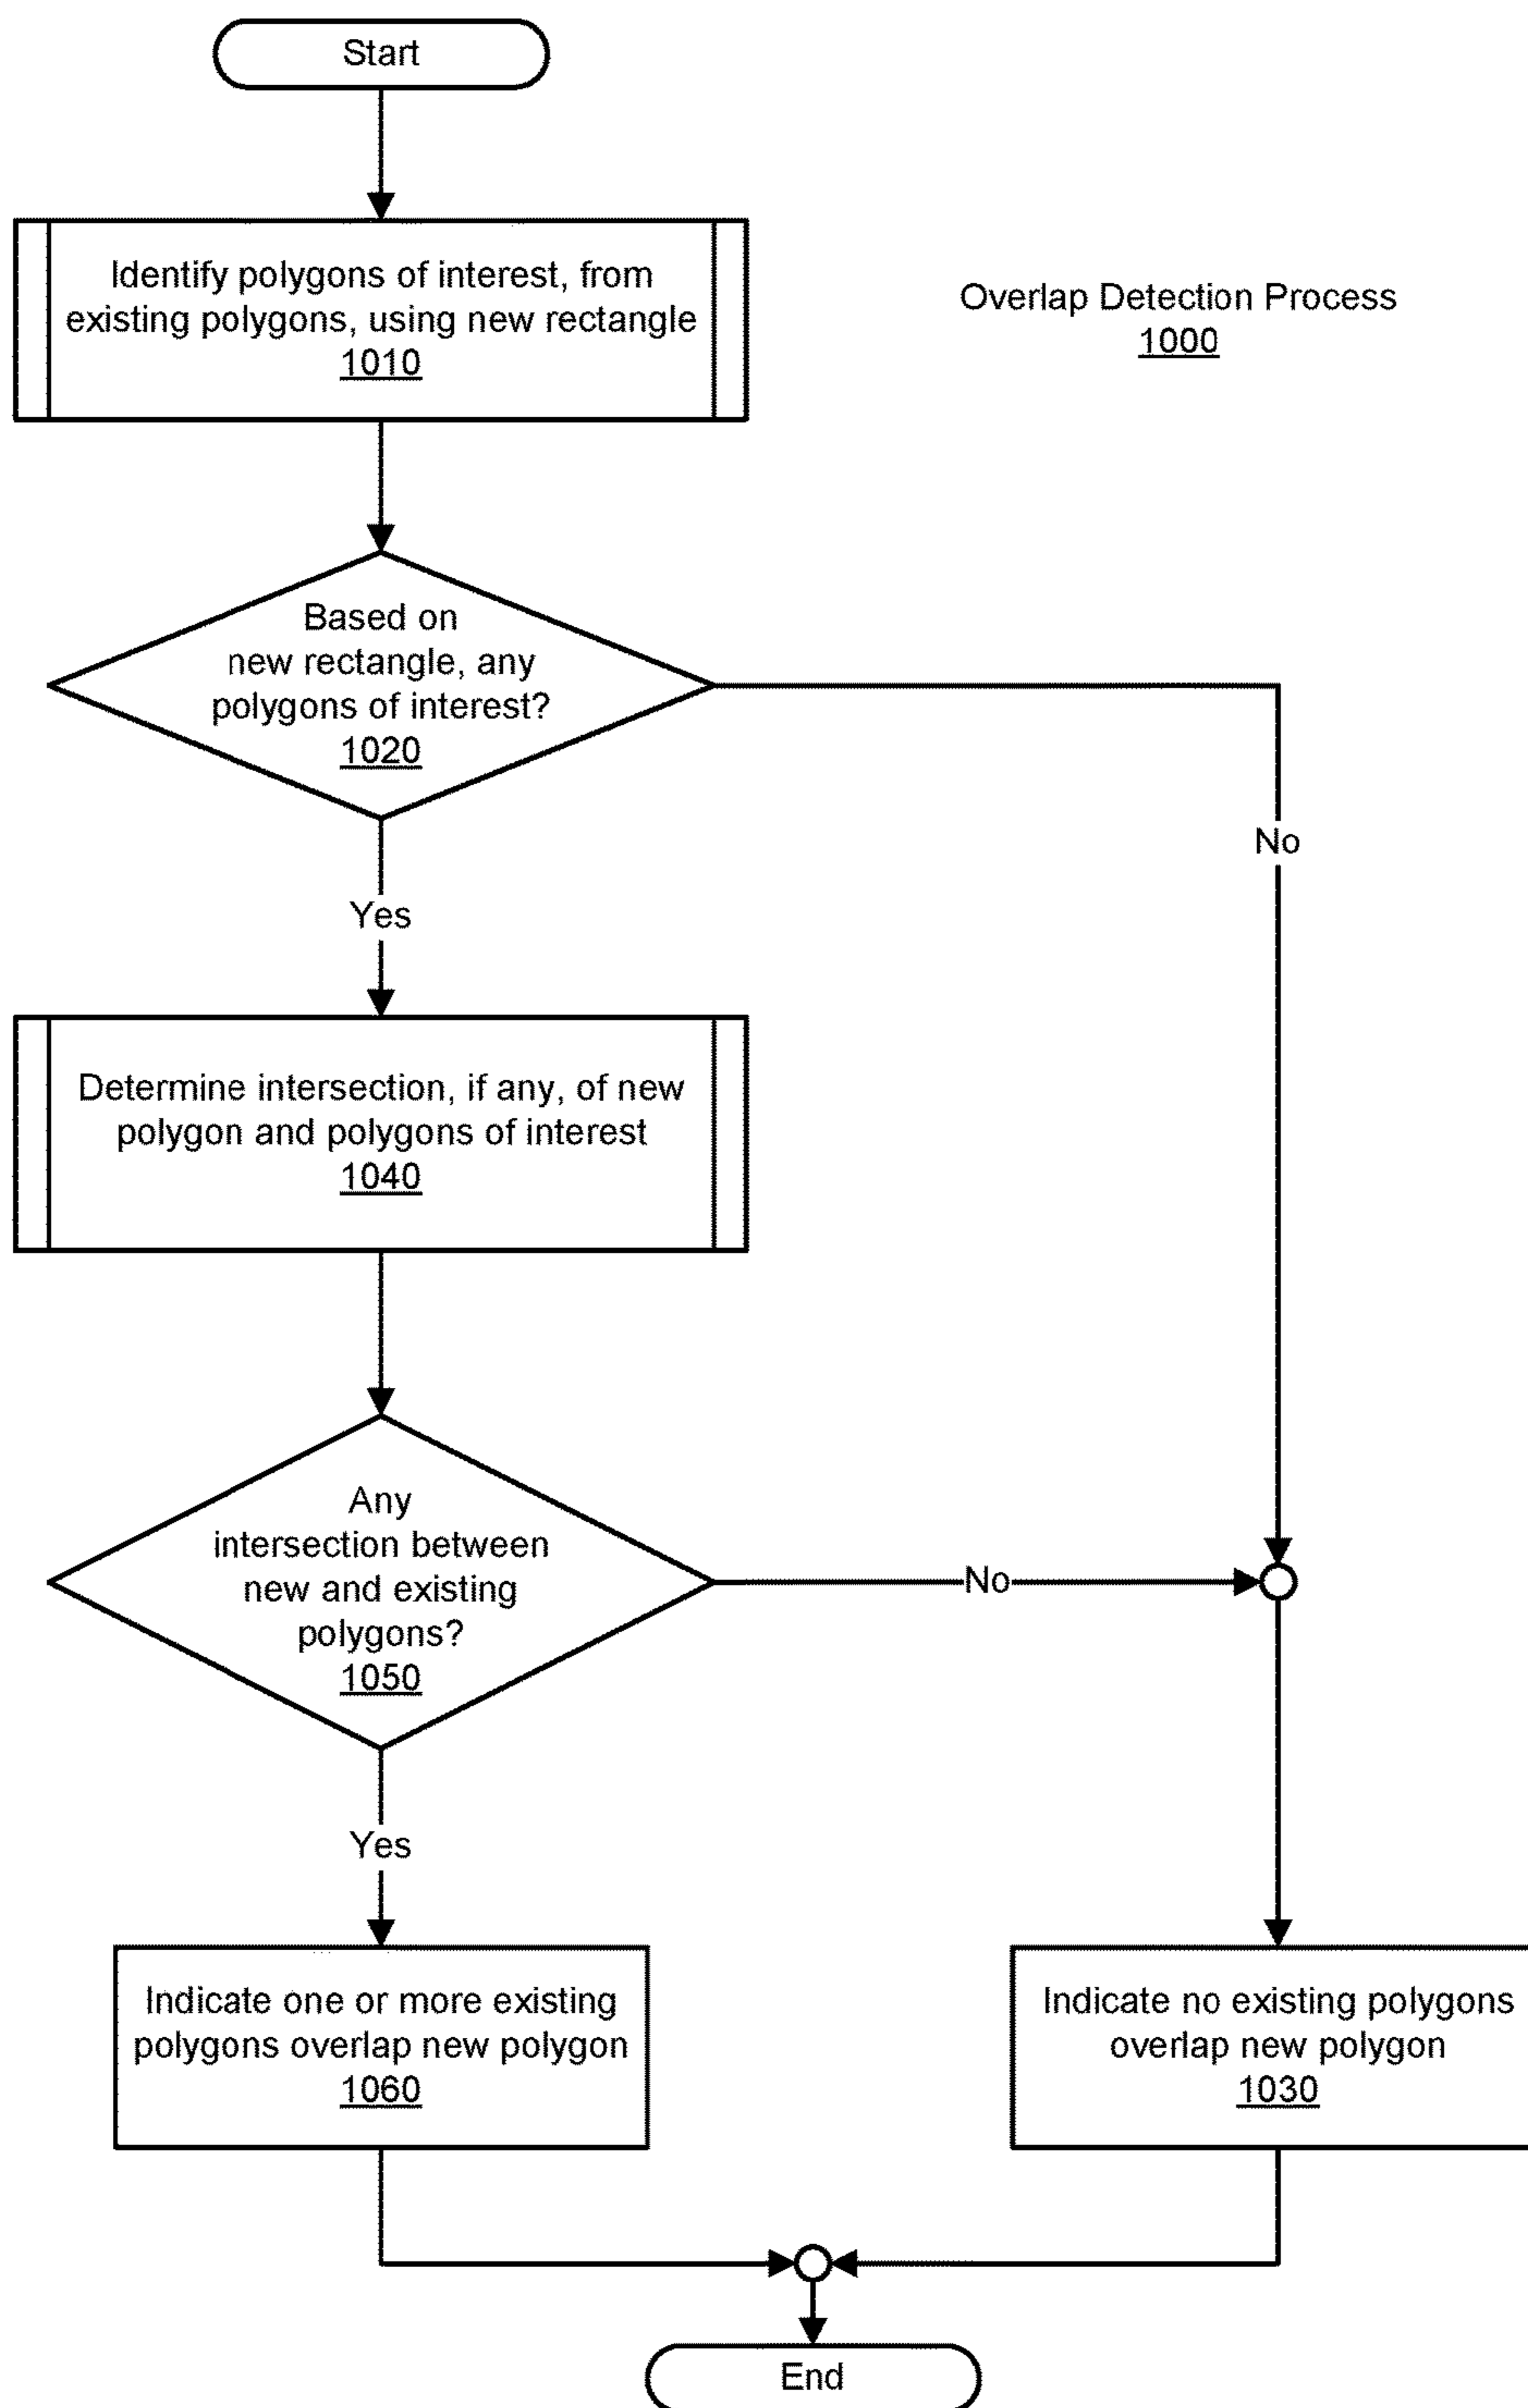 Start
Identify polygons of interest, from
existing polygons, using new rectangle
1010
Overlap Detection Process
1000
Based on
new rectangle, any
polygons of interest?
1020
No
Yes
Determine intersection, if any, of new
polygon and polygons of interest
1040
Any
intersection between
new and existing
polygons?
1050
No
Yes
Indicate one or more existing
polygons overlap new polygon
1060
Indicate no existing polygons
overlap new polygon
1030
End